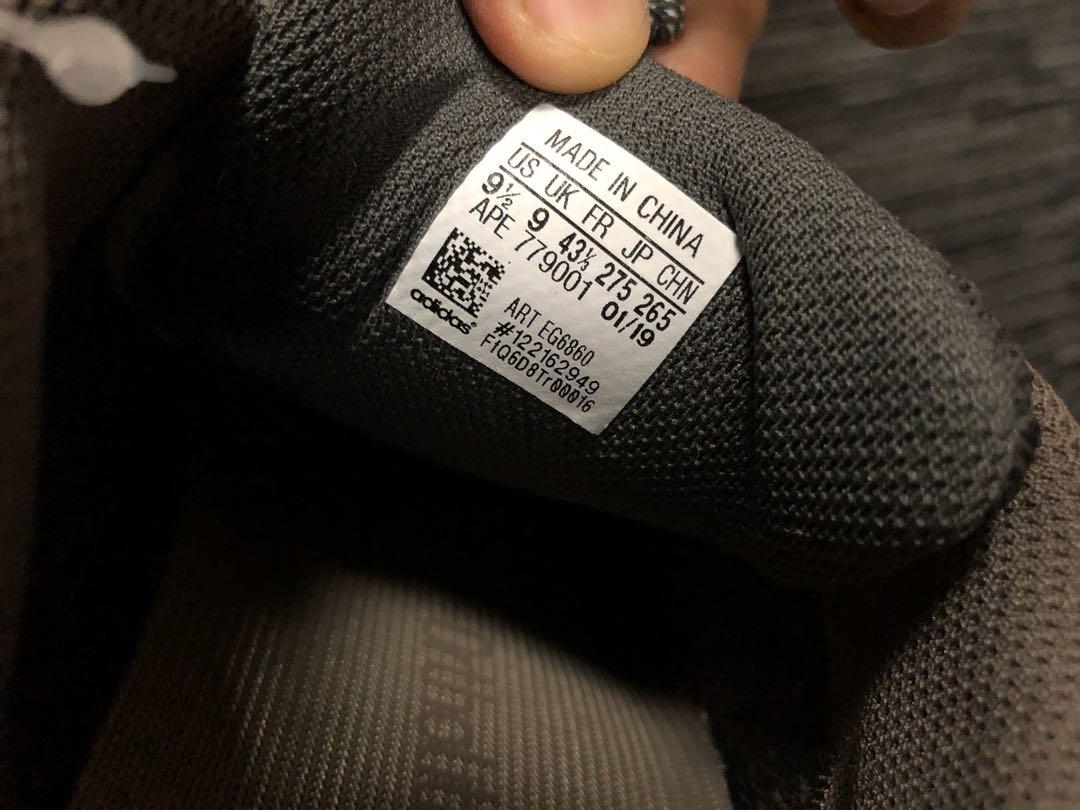 MADE IN CHINA
US UK FR JP CHN
9½ 9 43⅓ 275 265
APE 779001 01/19
ART EG6860
#122162949
F1Q6D8Tr00016
adidas®